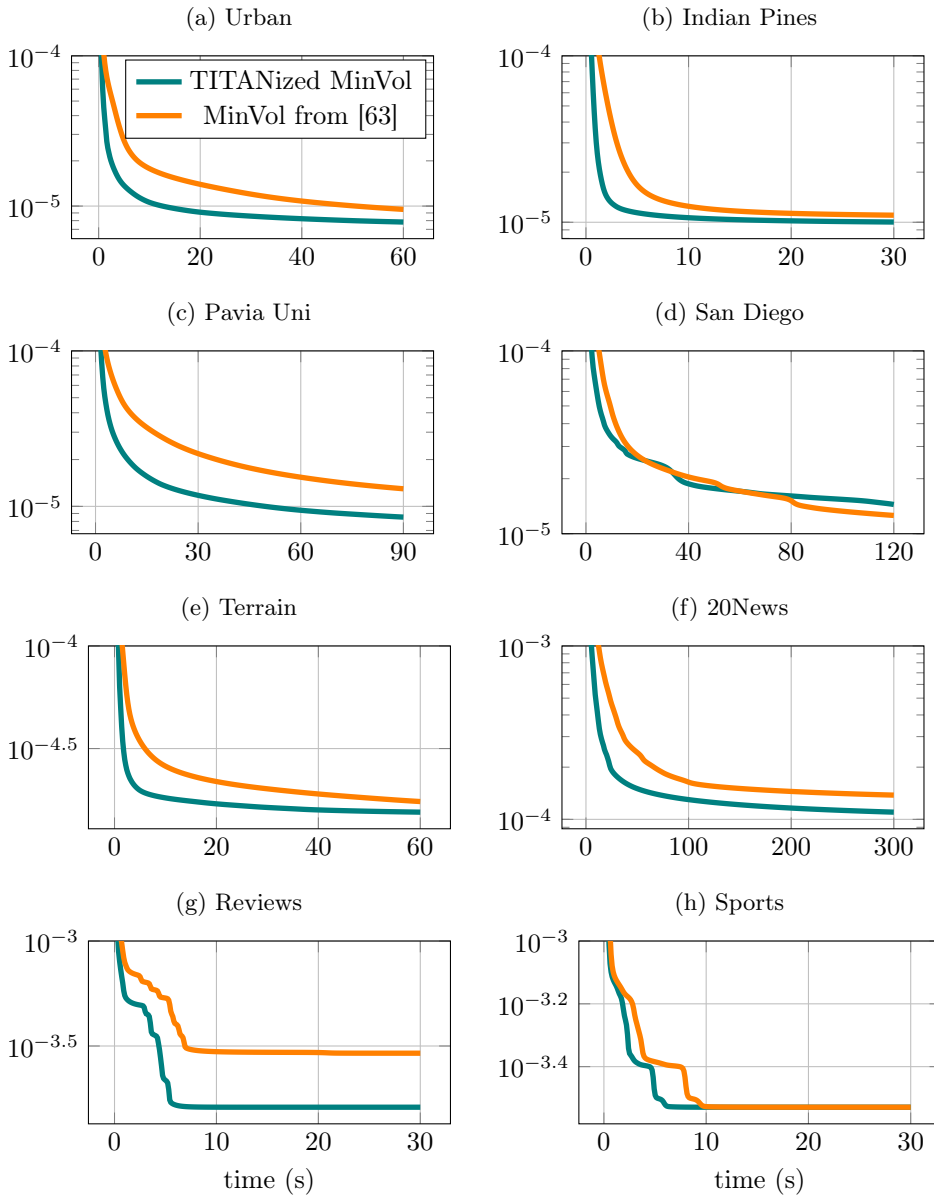 (a) Urban
(b) Indian Pines
10^{-4}
10^{-5}
TITANized MinVol
MinVol from [63]
0 20 40 60
10^{-4}
10^{-5}
0 10 20 30
(c) Pavia Uni
(d) San Diego
10^{-4}
10^{-5}
0 30 60 90
10^{-4}
10^{-5}
0 40 80 120
(e) Terrain
(f) 20News
10^{-4}
10^{-4.5}
0 20 40 60
10^{-3}
10^{-4}
0 100 200 300
(g) Reviews
(h) Sports
10^{-3}
10^{-3.5}
0 10 20 30
time (s)
10^{-3}
10^{-3.2}
10^{-3.4}
0 10 20 30
time (s)